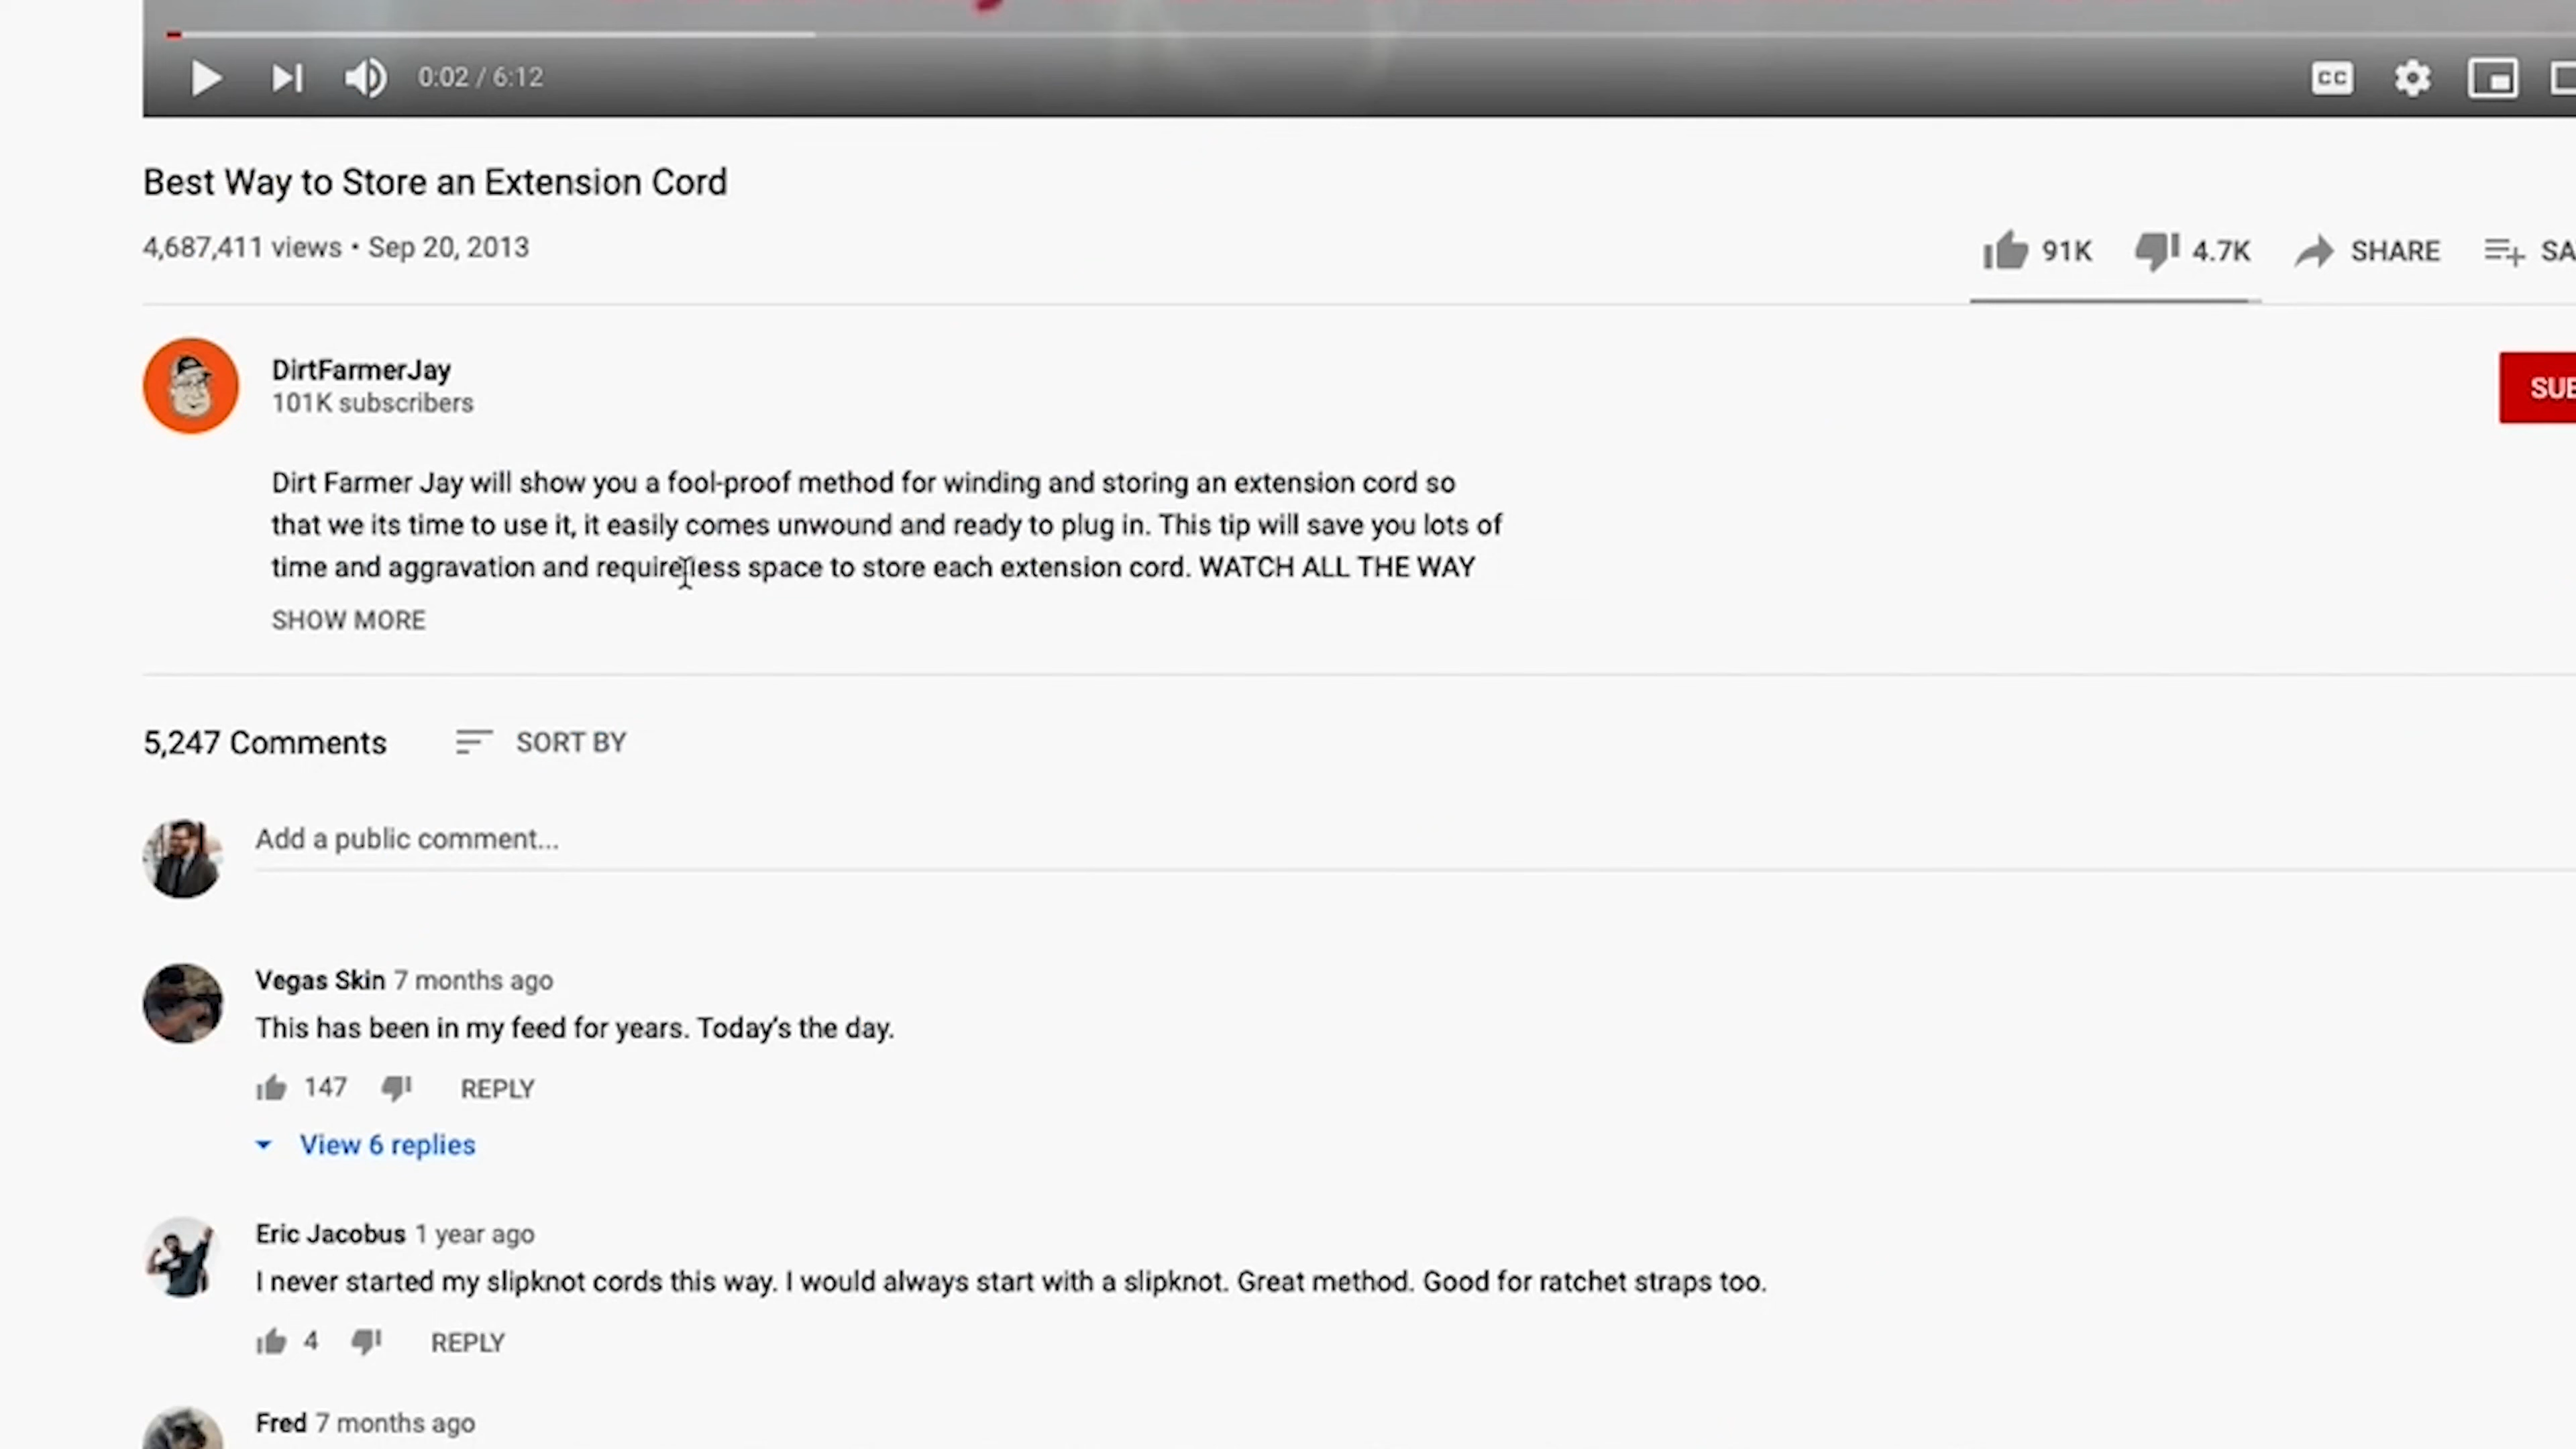 0:02 / 6:12
CC
Best Way to Store an Extension Cord
4,687,411 views • Sep 20, 2013
91K 4.7K SHARE
DirtFarmerJay
101K subscribers
Dirt Farmer Jay will show you a fool-proof method for winding and storing an extension cord so
that we its time to use it, it easily comes unwound and ready to plug in. This tip will save you lots of
time and aggravation and require less space to store each extension cord. WATCH ALL THE WAY
SHOW MORE
5,247 Comments SORT BY
Add a public comment...
Vegas Skin 7 months ago
This has been in my feed for years. Today's the day.
147 REPLY
View 6 replies
Eric Jacobus 1 year ago
I never started my slipknot cords this way. I would always start with a slipknot. Great method. Good for ratchet straps too.
4 REPLY
Fred 7 months ago